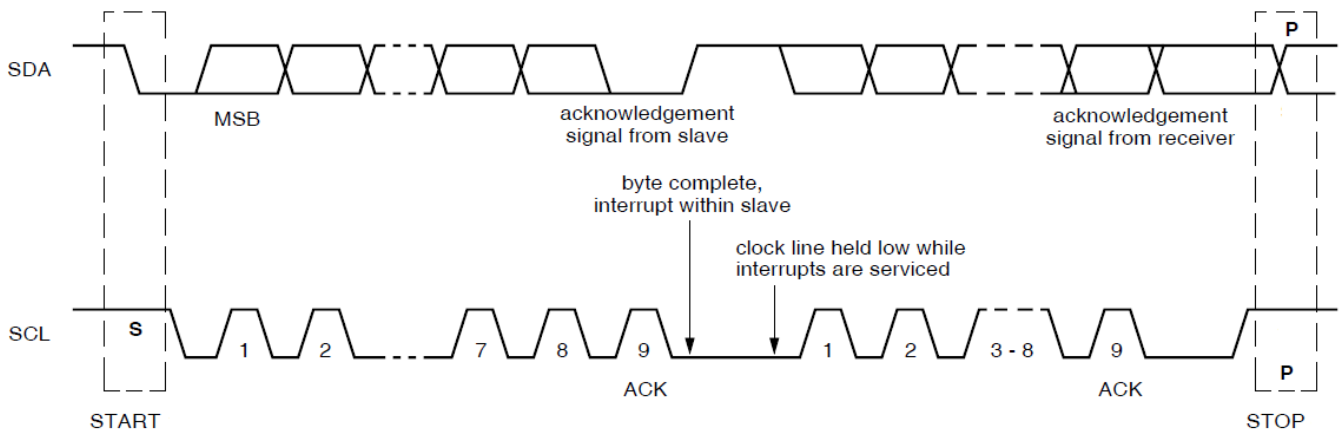 P
SDA
MSB
acknowledgement
signal from slave
acknowledgement
signal from receiver
byte complete,
interrupt within slave
clock line held low while
interrupts are serviced
SCL
S
1
2
7
8
9
1
2
3 - 8
9
ACK
ACK
P
START
STOP